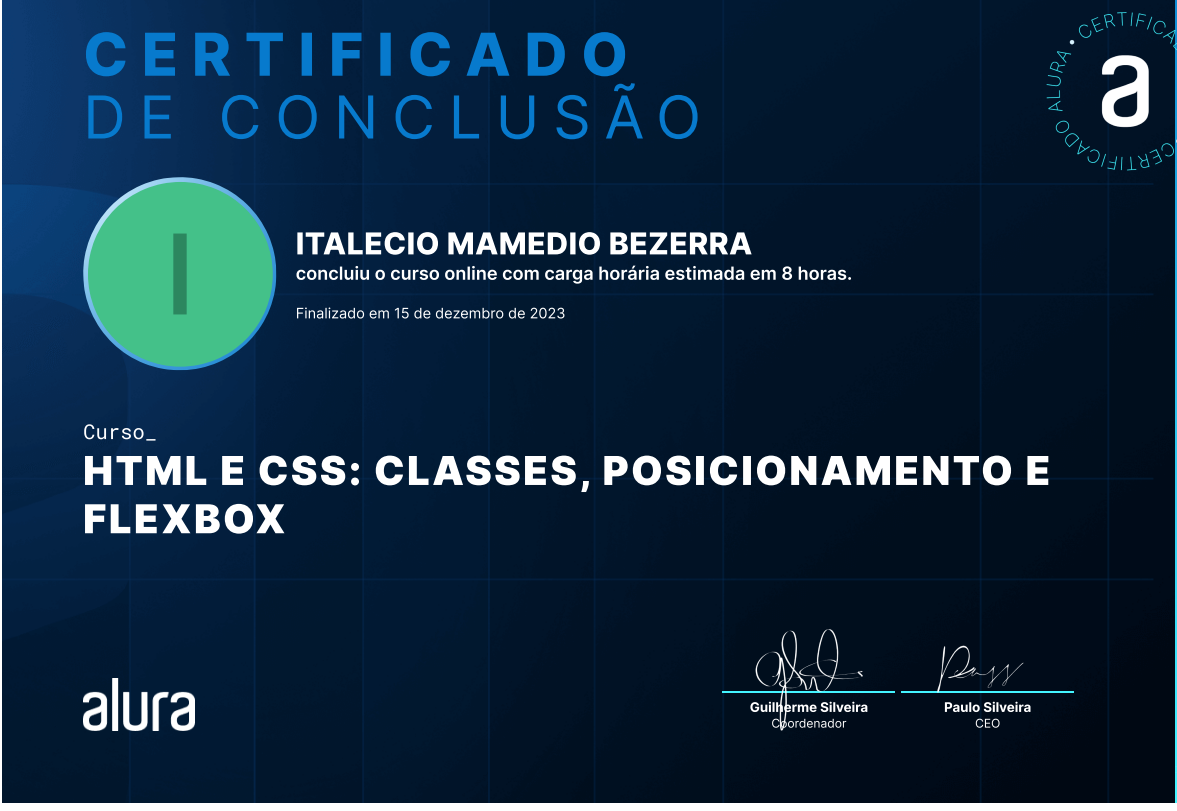 CERTIFICADO
DE CONCLUSÃO
• CERTIFICA
CERTIFICADO ALURA
a
I
ITALECIO MAMEDIO BEZERRA
concluiu o curso online com carga horária estimada em 8 horas.
Finalizado em 15 de dezembro de 2023
Curso_
HTML E CSS: CLASSES, POSICIONAMENTO E
FLEXBOX
alura
Guilherme Silveira
Coordenador
Paulo Silveira
CEO